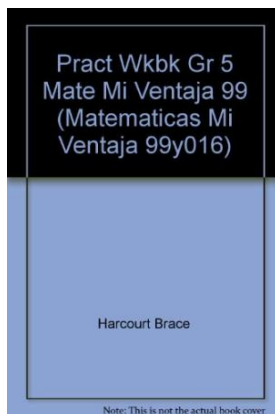 Pract Wkbk Gr 5
Mate Mi Ventaja 99
(Matematicas Mi
Ventaja 99y016)
Harcourt Brace
Note: This is not the actual book cover